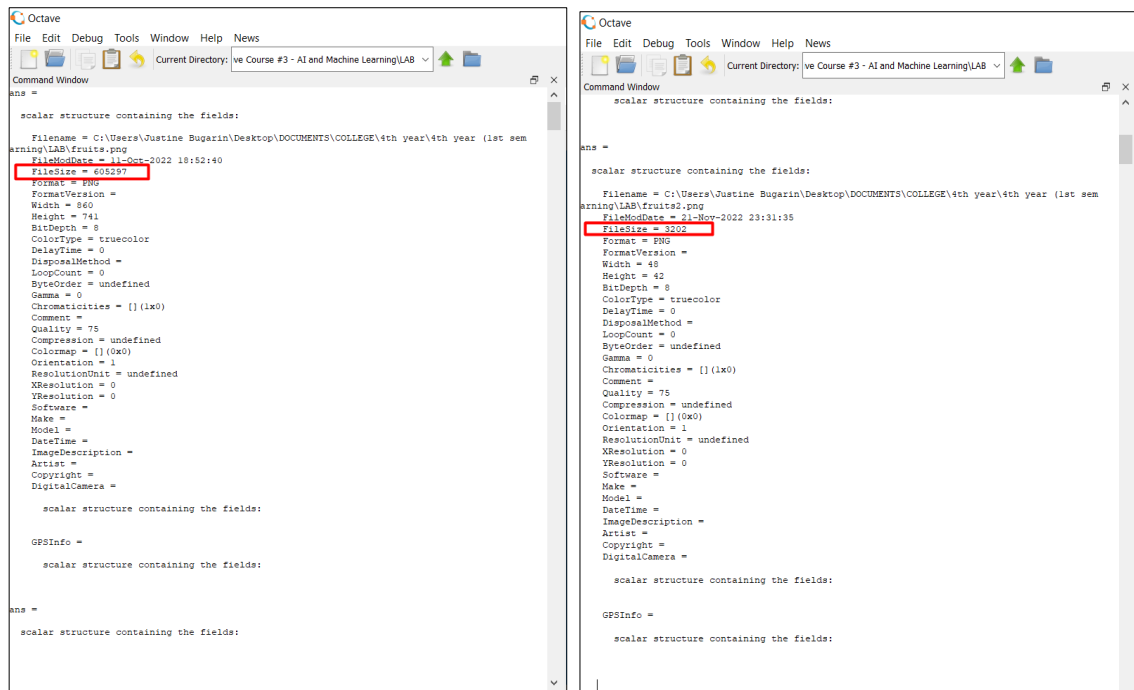 Octave
File Edit Debug Tools Window Help News
Current Directory: ve Course #3 - AI and Machine Learning\LAB
Command Window
ans =
scalar structure containing the fields:
Filename = C:\Users\Justine Bugarin\Desktop\DOCUMENTS\COLLEGE\4th year\4th year (1st sem
arning\LAB\fruits.png
FileModDate = 11-Oct-2022 18:52:40
FileSize = 605297
Format = PNG
FormatVersion =
Width = 860
Height = 741
BitDepth = 8
ColorType = truecolor
DelayTime = 0
DisposalMethod =
LoopCount = 0
ByteOrder = undefined
Gamma = 0
Chromaticities = [](1x0)
Comment =
Quality = 75
Compression = undefined
Colormap = [](0x0)
Orientation = 1
ResolutionUnit = undefined
XResolution = 0
YResolution = 0
Software =
Make =
Model =
DateTime =
ImageDescription =
Artist =
Copyright =
DigitalCamera =
scalar structure containing the fields:
GPSInfo =
scalar structure containing the fields:
ans =
scalar structure containing the fields:
Octave
File Edit Debug Tools Window Help News
Current Directory: ve Course #3 - AI and Machine Learning\LAB
Command Window
scalar structure containing the fields:
ans =
scalar structure containing the fields:
Filename = C:\Users\Justine Bugarin\Desktop\DOCUMENTS\COLLEGE\4th year\4th year (1st sem
arning\LAB\fruits2.png
FileModDate = 21-Nov-2022 23:31:35
FileSize = 3202
Format = PNG
FormatVersion =
Width = 48
Height = 42
BitDepth = 8
ColorType = truecolor
DelayTime = 0
DisposalMethod =
LoopCount = 0
ByteOrder = undefined
Gamma = 0
Chromaticities = [](1x0)
Comment =
Quality = 75
Compression = undefined
Colormap = [](0x0)
Orientation = 1
ResolutionUnit = undefined
XResolution = 0
YResolution = 0
Software =
Make =
Model =
DateTime =
ImageDescription =
Artist =
Copyright =
DigitalCamera =
scalar structure containing the fields:
GPSInfo =
scalar structure containing the fields: